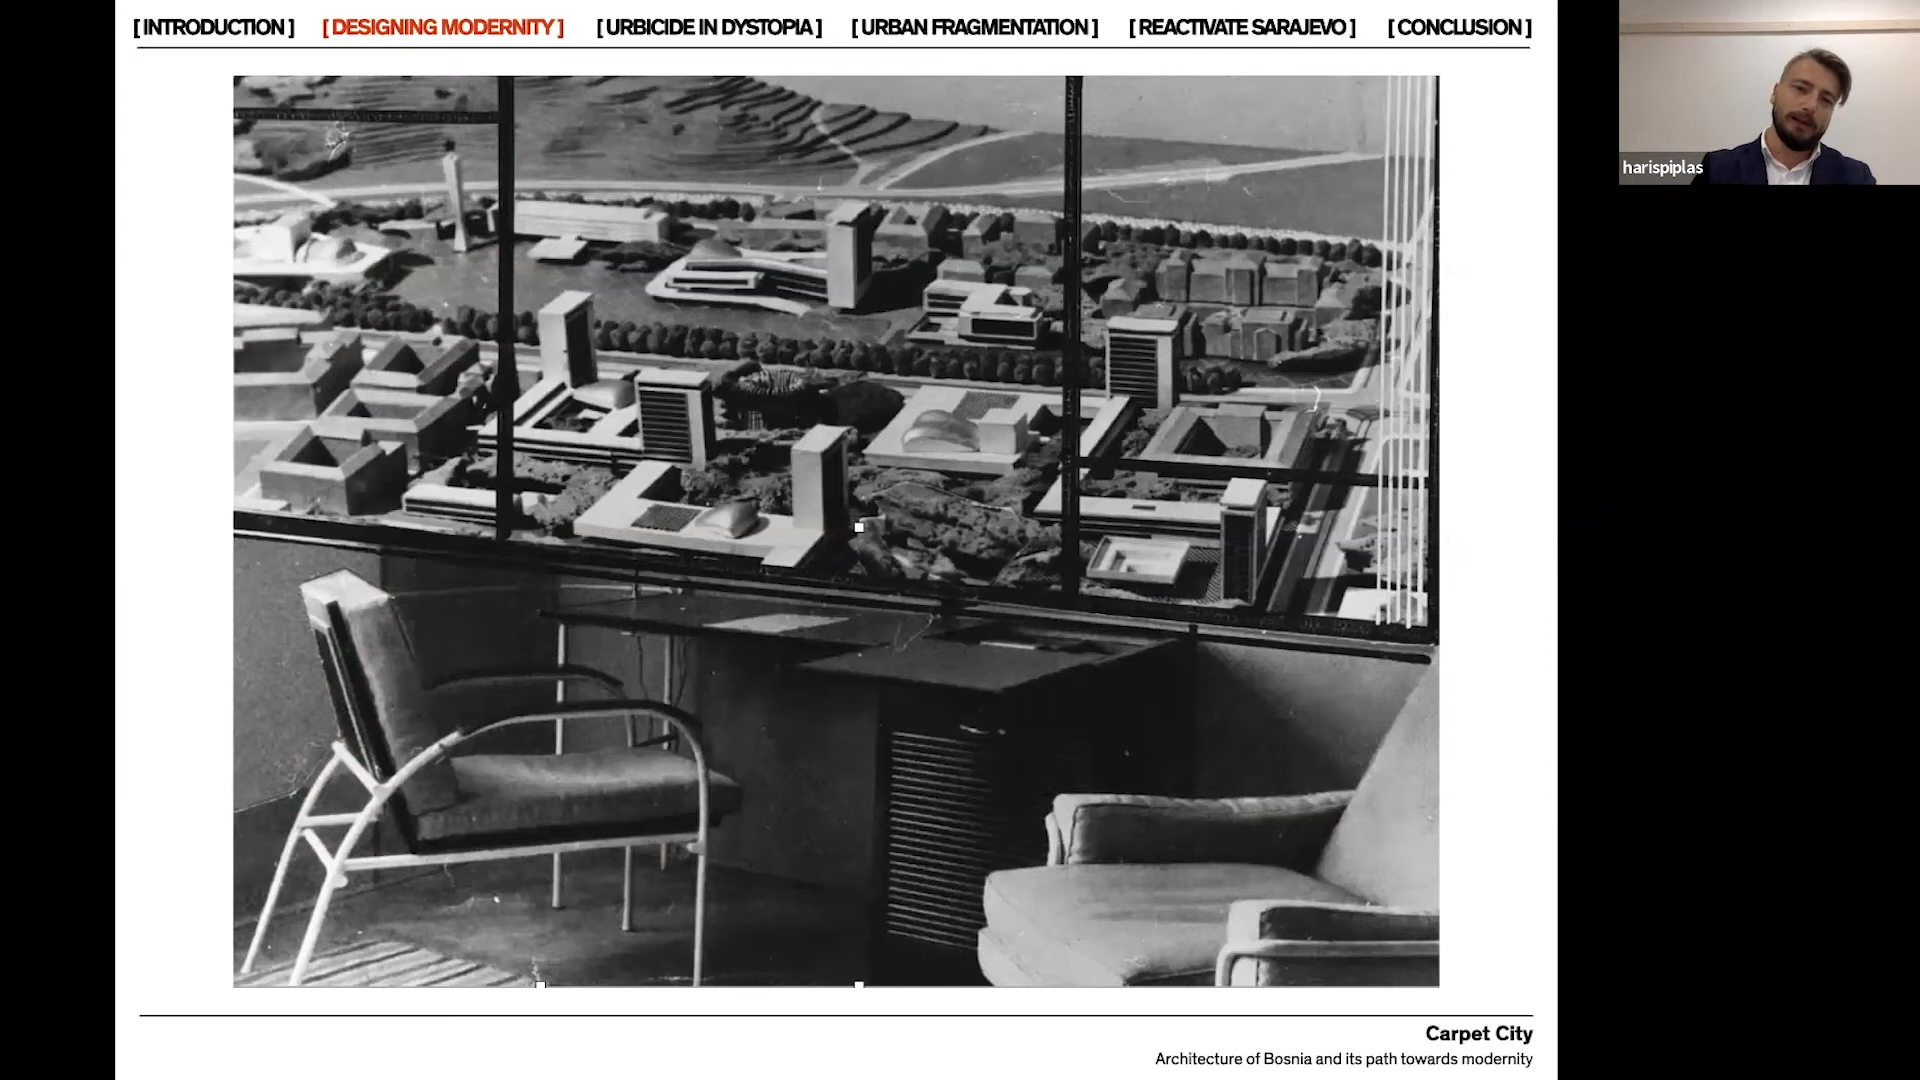 [ INTRODUCTION ] [ DESIGNING MODERNITY ] [ URBICIDE IN DYSTOPIA ] [ URBAN FRAGMENTATION ] [ REACTIVATE SARAJEVO ] [ CONCLUSION ]
harispiplas
Carpet City
Architecture of Bosnia and its path towards modernity